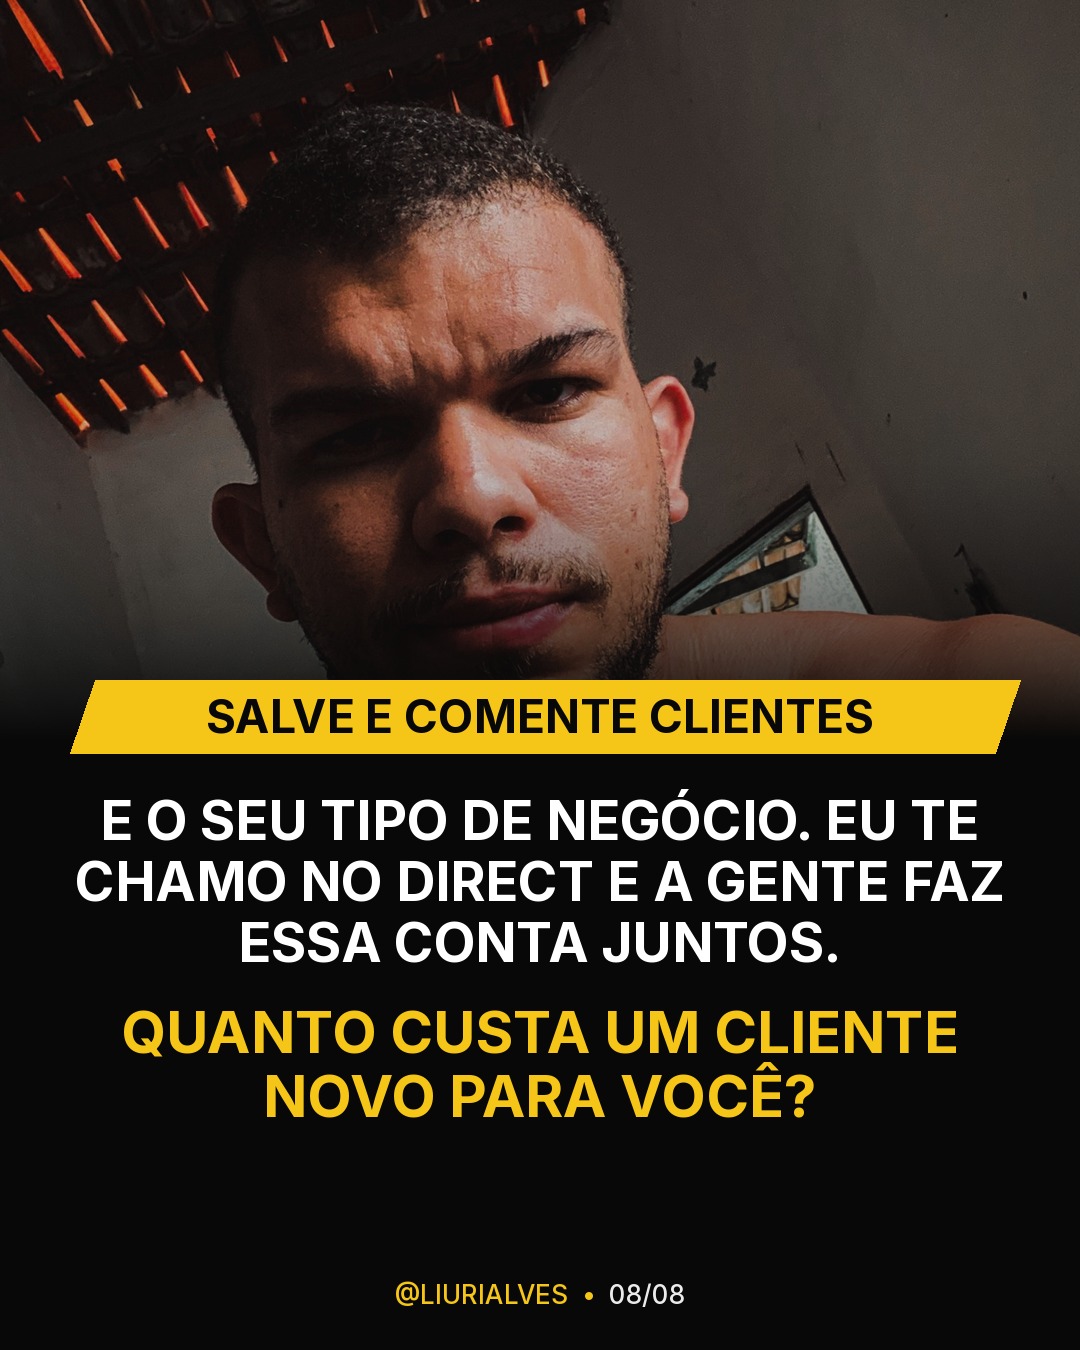 SALVE E COMENTE CLIENTES
E O SEU TIPO DE NEGÓCIO. EU TE
CHAMO NO DIRECT E A GENTE FAZ
ESSA CONTA JUNTOS.
QUANTO CUSTA UM CLIENTE
NOVO PARA VOCÊ?
@LIURIALVES • 08/08